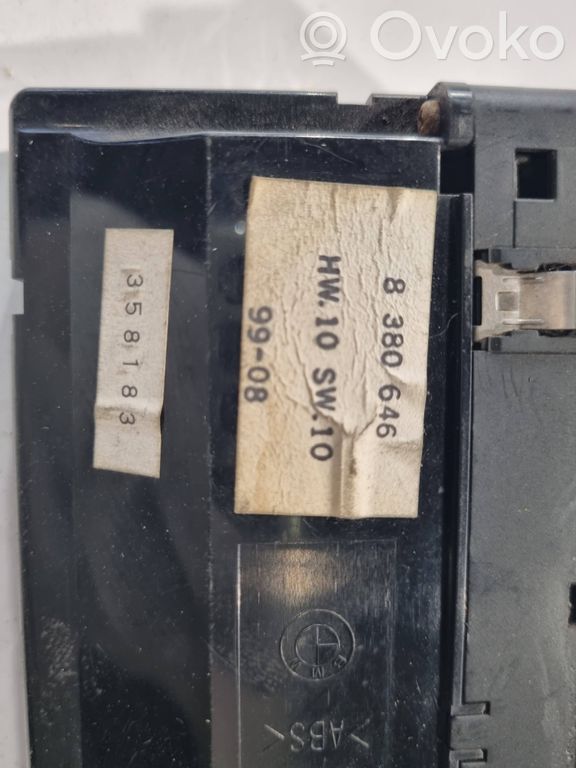 Ovoko
8 380 646
HW.10 SW.10
99-08
358183
BMW
>ABS<